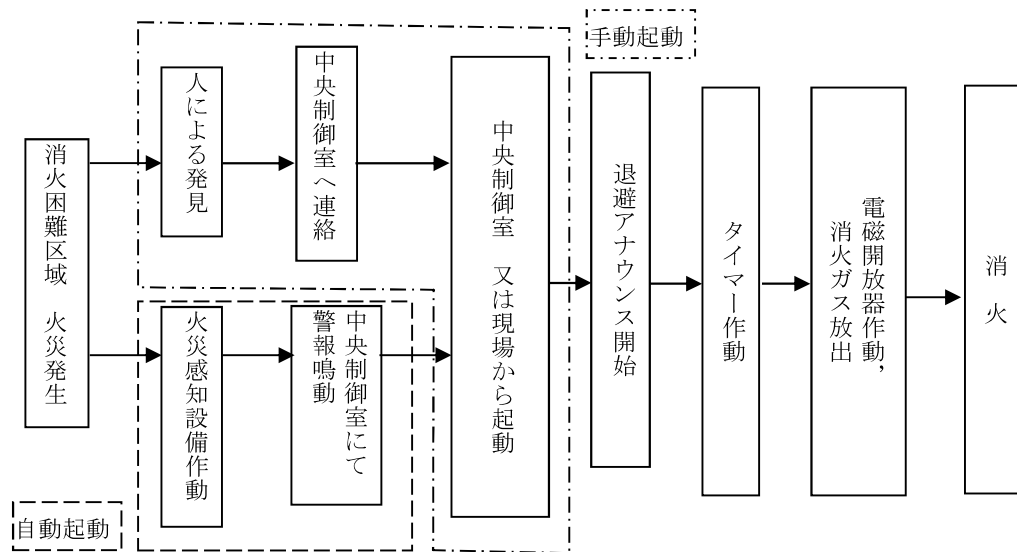 手動起動
消火困難区域　火災発生
人による発見
中央制御室へ連絡
火災感知設備作動
中央制御室にて
警報鳴動
中央制御室　又は現場から起動
退避アナウンス開始
タイマー作動
電磁開放器作動，
消火ガス放出
消　火
自動起動